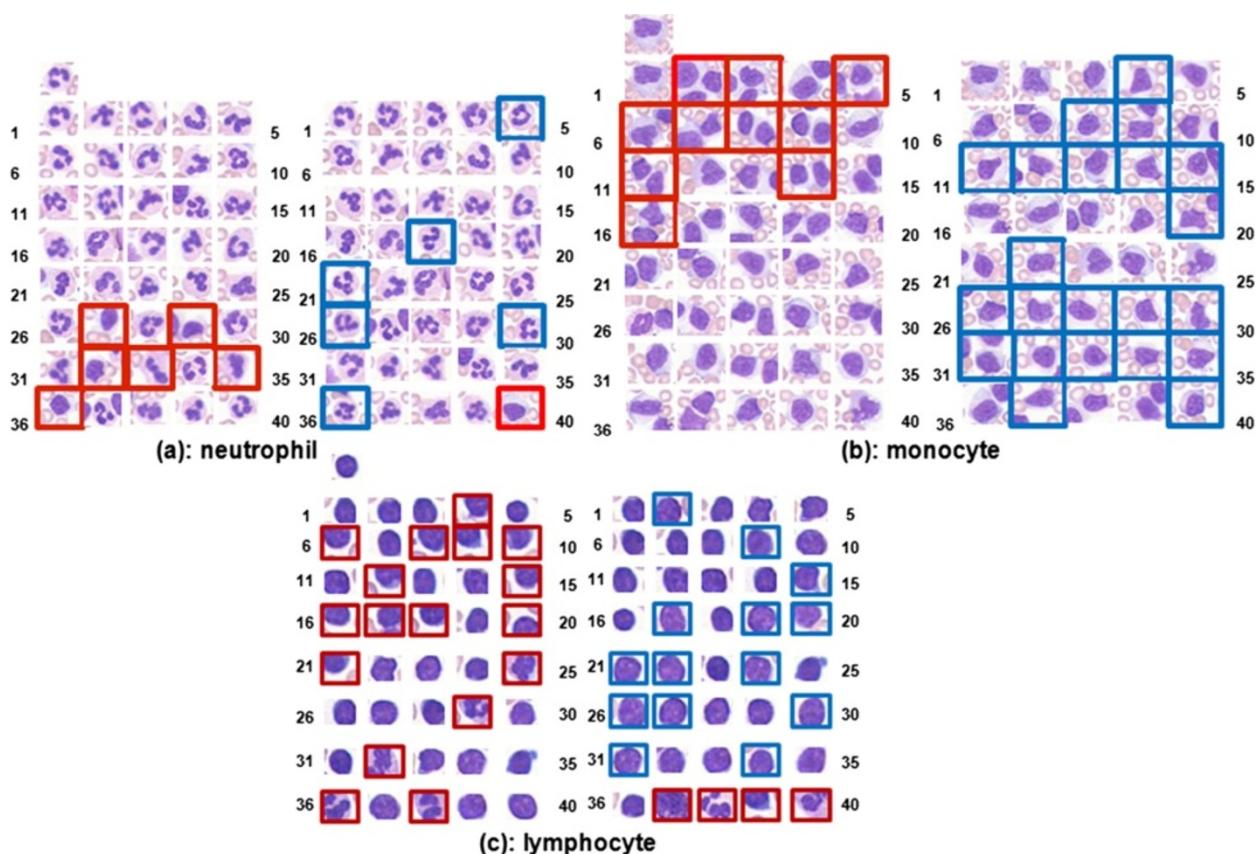 1 5 1 5 1 5 1 5
6 10 6 10 6 10 6 10
11 15 11 15 11 15 11 15
16 20 16 20 16 20 16 20
21 25 21 25 21 25 21 25
26 30 26 30 26 30 26 30
31 35 31 35 31 35 31 35
36 40 36 40 36 40 36 40
(a): neutrophil (b): monocyte
1 5 1 5
6 10 6 10
11 15 11 15
16 20 16 20
21 25 21 25
26 30 26 30
31 35 31 35
36 40 36 40
(c): lymphocyte